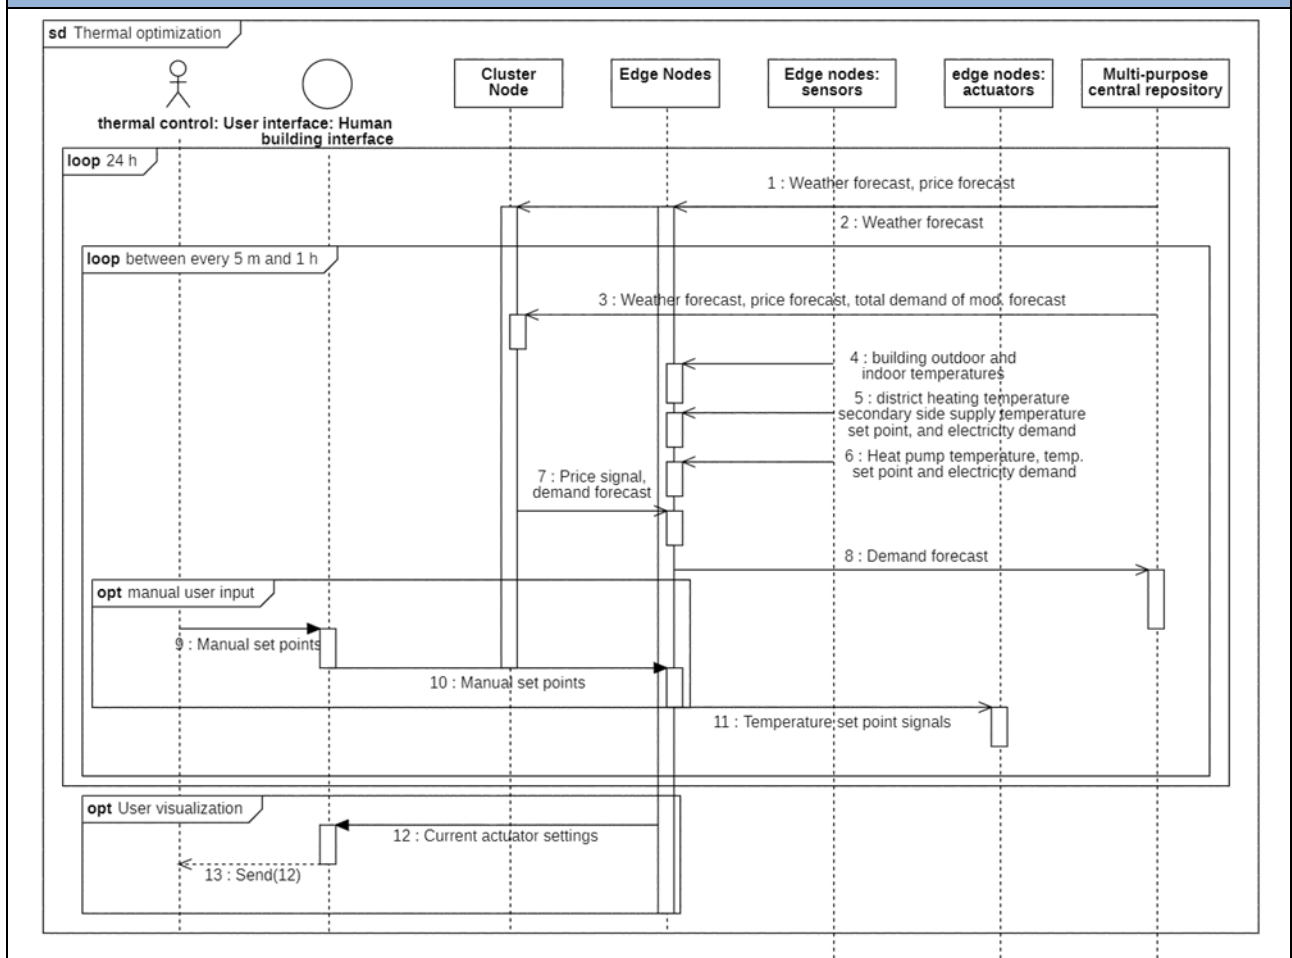 sd Thermal optimization
Cluster
Node
Edge Nodes
Edge nodes:
sensors
edge nodes:
actuators
Multi-purpose
central repository
thermal control: User interface: Human
building interface
loop 24 h
1 : Weather forecast, price forecast
2 : Weather forecast
loop between every 5 m and 1 h
3 : Weather forecast, price forecast, total demand of mod. forecast
4 : building outdoor and
indoor temperatures
5 : district heating temperature
secondary side supply temperature
set point, and electricity demand
6 : Heat pump temperature, temp.
set point and electricity demand
7 : Price signal,
demand forecast
8 : Demand forecast
opt manual user input
9 : Manual set points
10 : Manual set points
11 : Temperature set point signals
opt User visualization
12 : Current actuator settings
13 : Send(12)